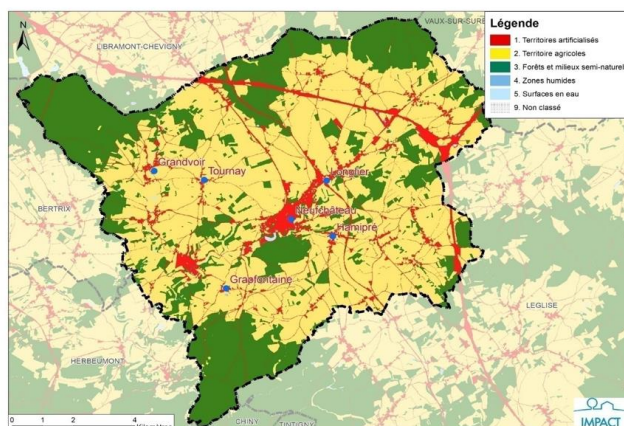 N
VAUX-SUR-SURE
LIBRAMONT-CHEVIGNY
Légende
1. Territoires artificialisés
2. Territoire agricoles
3. Forêts et milieux semi-naturel
4. Zones humides
5. Surfaces en eau
9. Non classé
Grandvoir
Tournay
Longlier
BERTRIX
Neufchâteau
Hamipré
Grapfontaine
LEGLISE
HERBEUMONT
0 1 2 4
CHINY
TINTIGNY
IMPACT